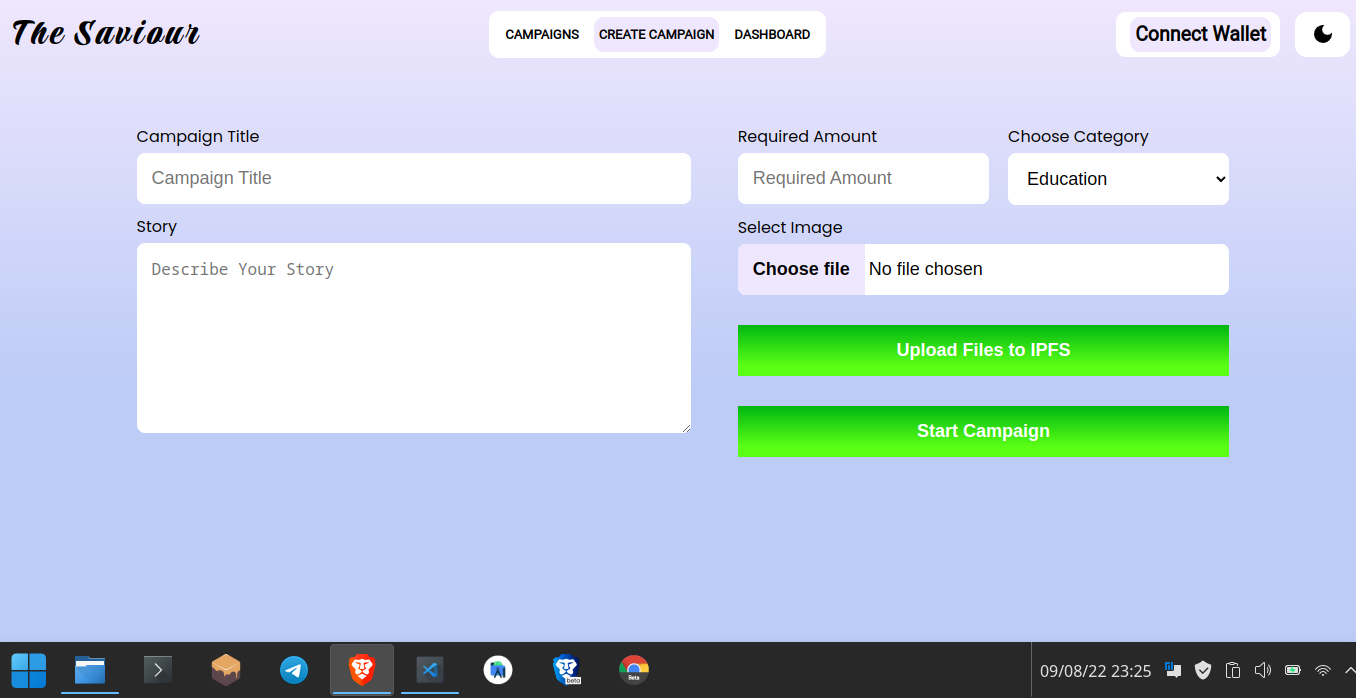 The Saviour
CAMPAIGNS CREATE CAMPAIGN DASHBOARD
Connect Wallet
Campaign Title
Campaign Title
Story
Describe Your Story
Required Amount
Required Amount
Choose Category
Education
Select Image
Choose file No file chosen
Upload Files to IPFS
Start Campaign
beta
Beta
09/08/22 23:25